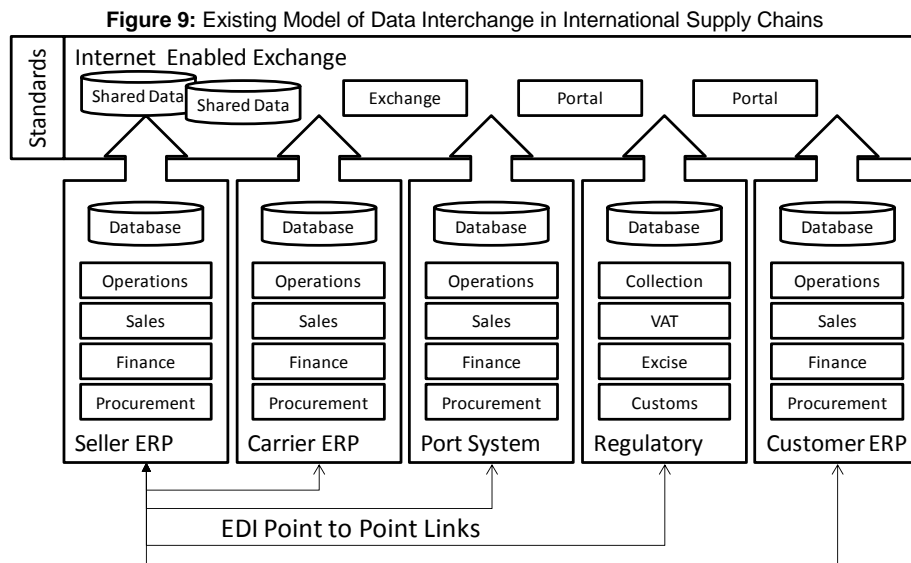 Figure 9: Existing Model of Data Interchange in International Supply Chains
Standards
Internet Enabled Exchange
Shared Data
Shared Data
Exchange
Portal
Portal
Database
Operations
Sales
Finance
Procurement
Seller ERP
Database
Operations
Sales
Finance
Procurement
Carrier ERP
Database
Operations
Sales
Finance
Procurement
Port System
Database
Collection
VAT
Excise
Customs
Regulatory
Database
Operations
Sales
Finance
Procurement
Customer ERP
EDI Point to Point Links